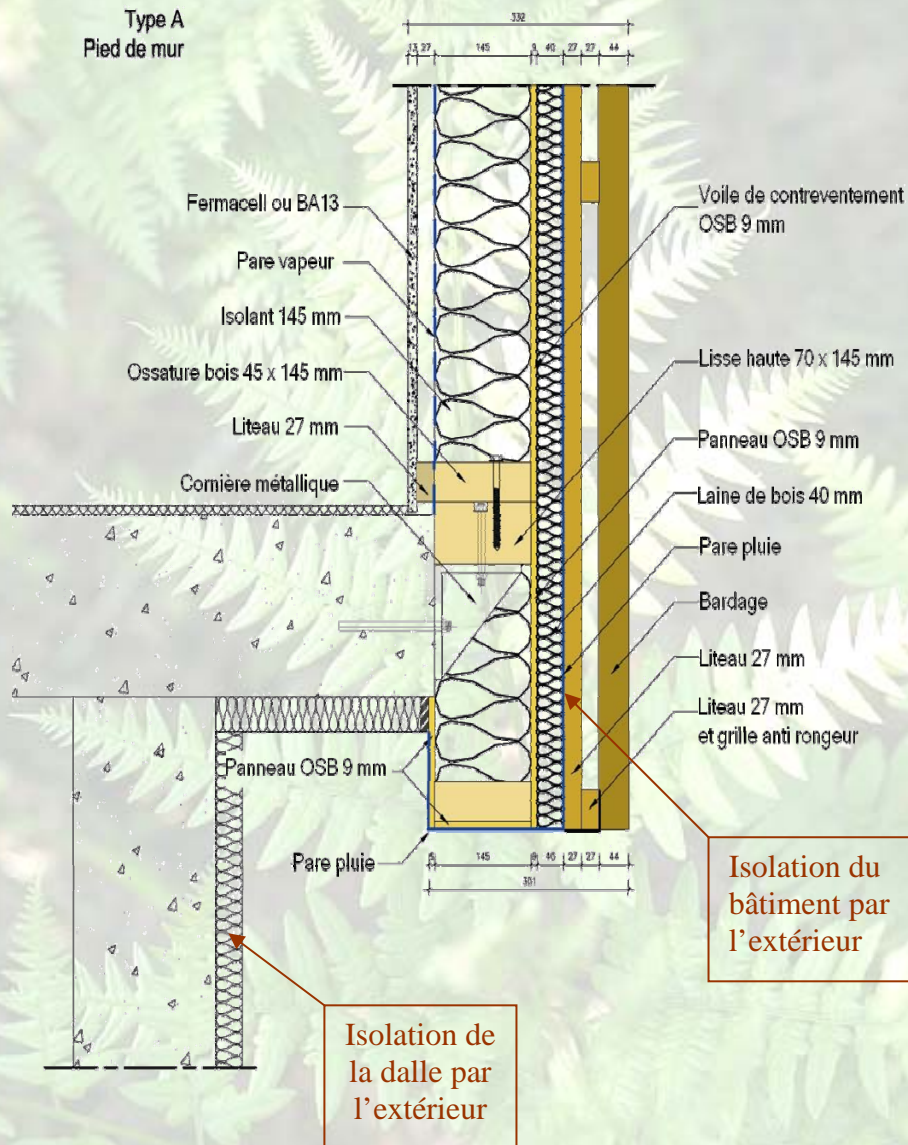 Type A
Pied de mur
332
13 27 145 9 40 27 27 44
Fermacell ou BA13
Pare vapeur
Isolant 145 mm
Ossature bois 45 x 145 mm
Liteau 27 mm
Cornière métallique
Voile de contreventement
OSB 9 mm
Lisse haute 70 x 145 mm
Panneau OSB 9 mm
Laine de bois 40 mm
Pare pluie
Bardage
Liteau 27 mm
Liteau 27 mm
et grille anti rongeur
Panneau OSB 9 mm
Pare pluie
9 145 9 40 27 27 44
301
Isolation du
bâtiment par
l’extérieur
Isolation de
la dalle par
l’extérieur